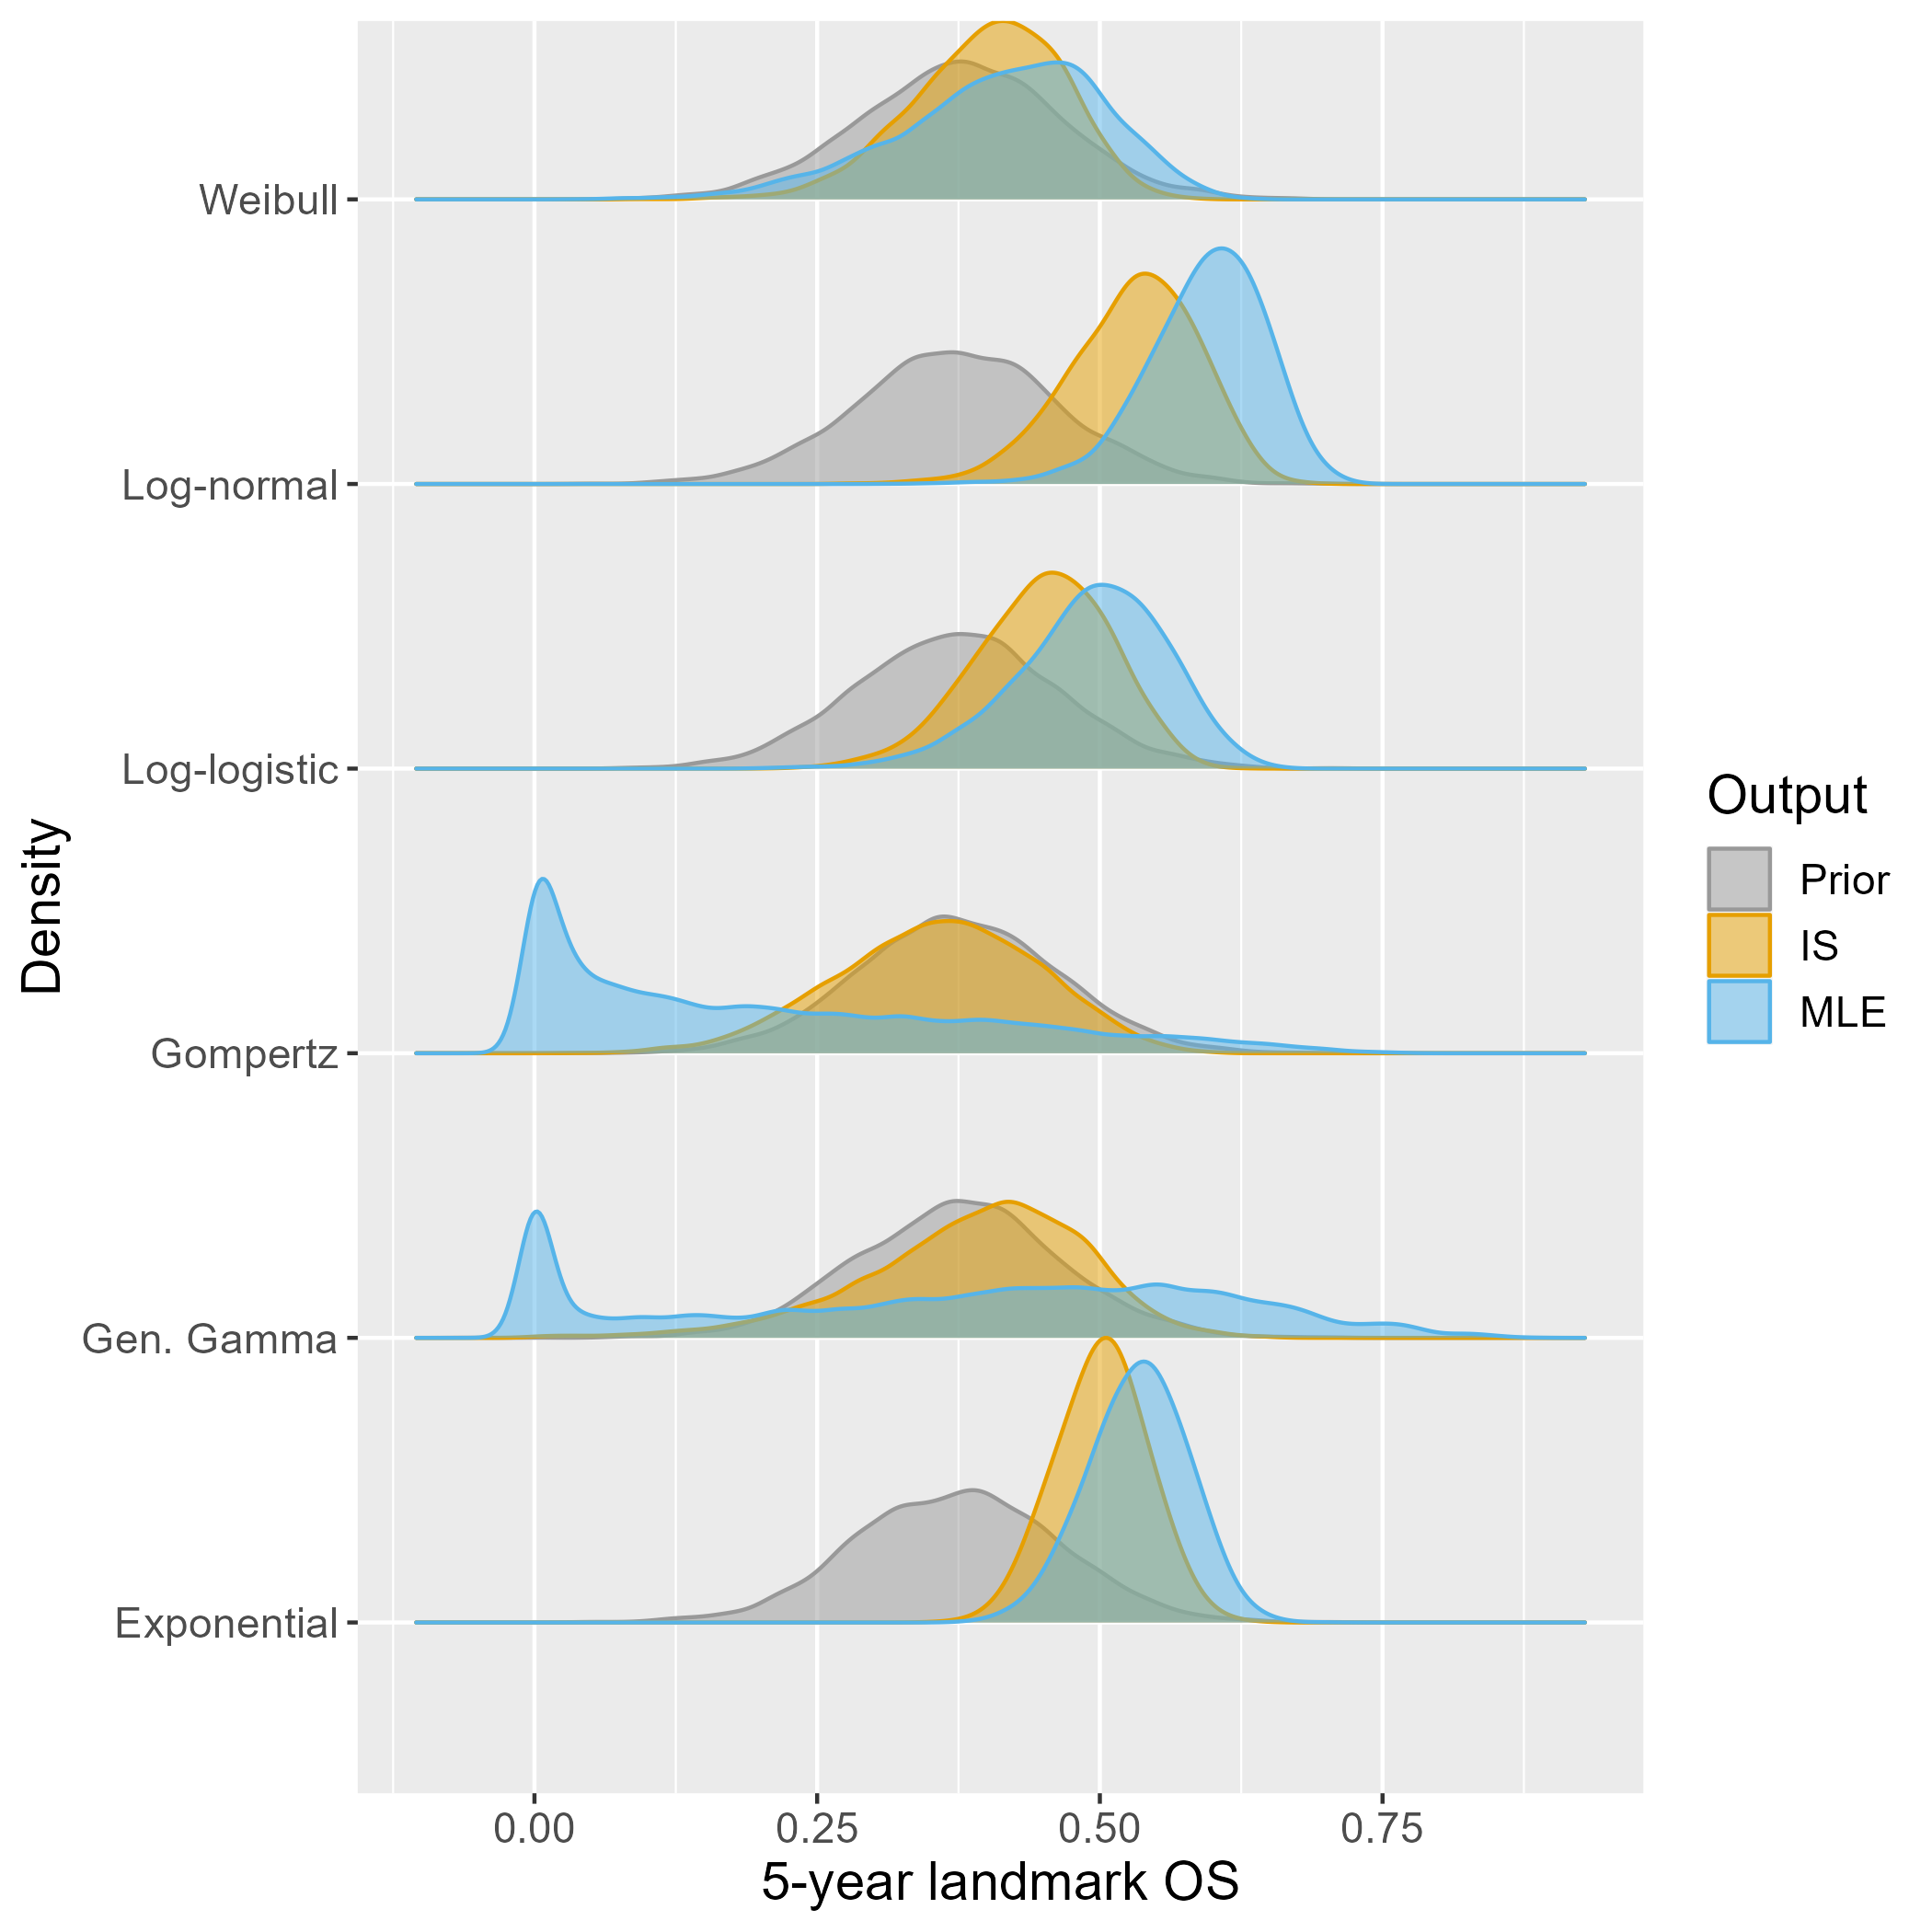 Density
Weibull
Log-normal
Log-logistic
Gompertz
Gen. Gamma
Exponential
0.00 0.25 0.50 0.75
5-year landmark OS
Output
Prior
IS
MLE